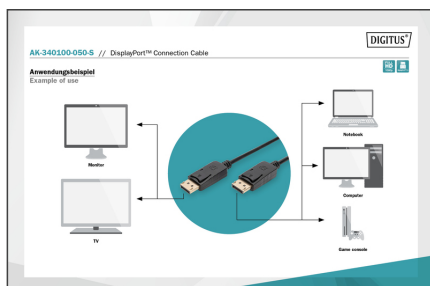 DIGITUS®
AK-340100-050-S // DisplayPort™ Connection Cable
Anwendungsbeispiel
Example of use
Monitor
TV
Notebook
Computer
Game console